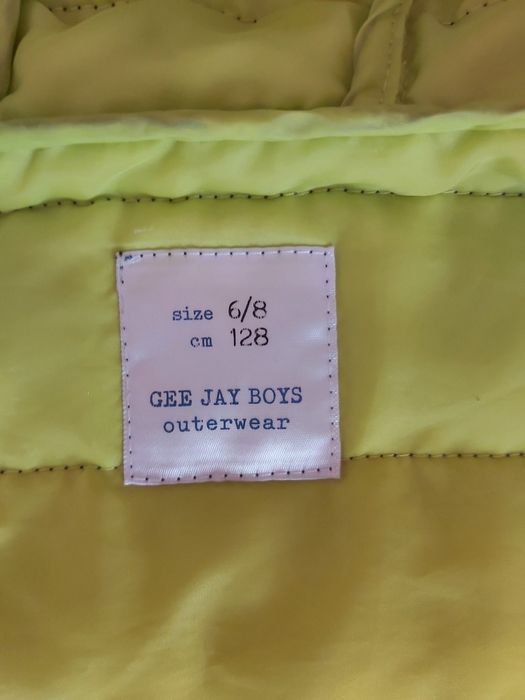 size 6/8
cm 128
GEE JAY BOYS
outerwear